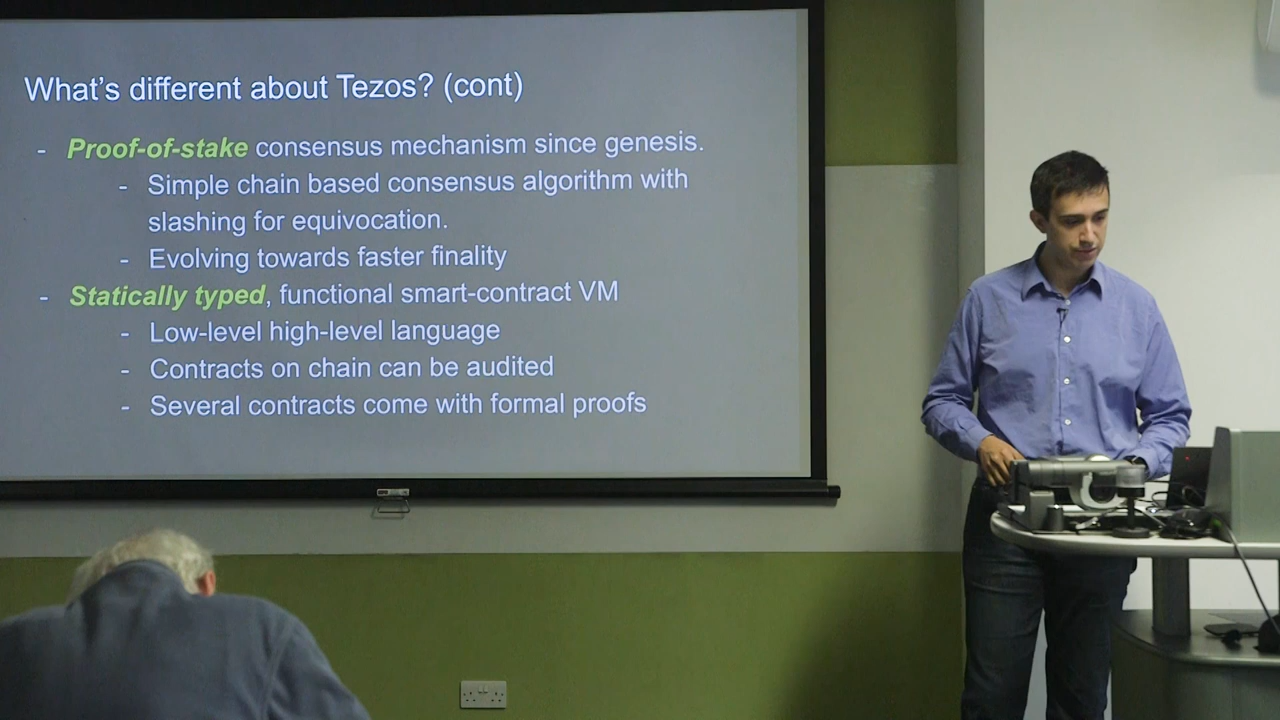 What's different about Tezos? (cont)
- Proof-of-stake consensus mechanism since genesis.
- Simple chain based consensus algorithm with
slashing for equivocation.
- Evolving towards faster finality
- Statically typed, functional smart-contract VM
- Low-level high-level language
- Contracts on chain can be audited
- Several contracts come with formal proofs